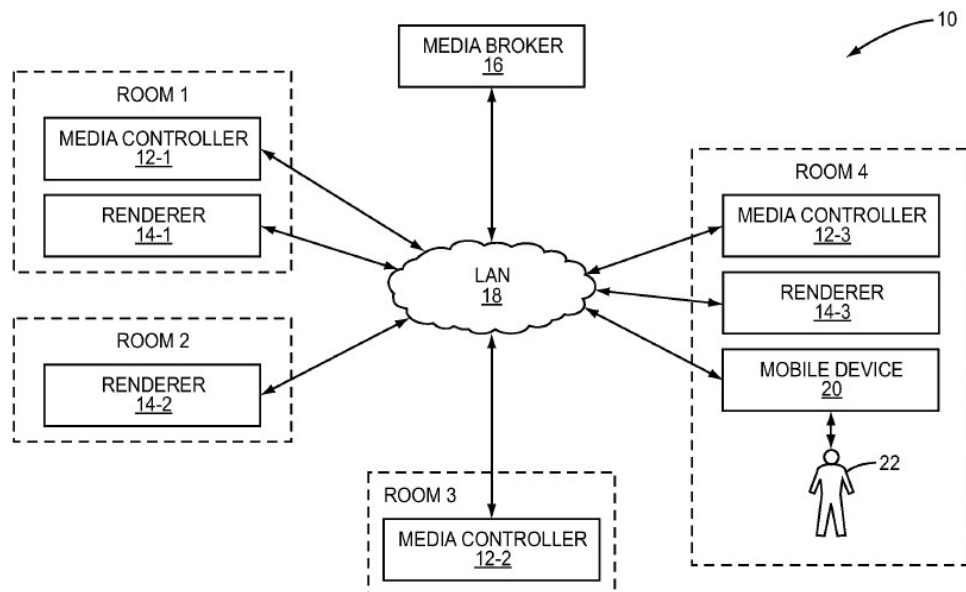 10
MEDIA BROKER
16
ROOM 1
MEDIA CONTROLLER
12-1
RENDERER
14-1
ROOM 4
MEDIA CONTROLLER
12-3
RENDERER
14-3
MOBILE DEVICE
20
22
LAN
18
ROOM 2
RENDERER
14-2
ROOM 3
MEDIA CONTROLLER
12-2